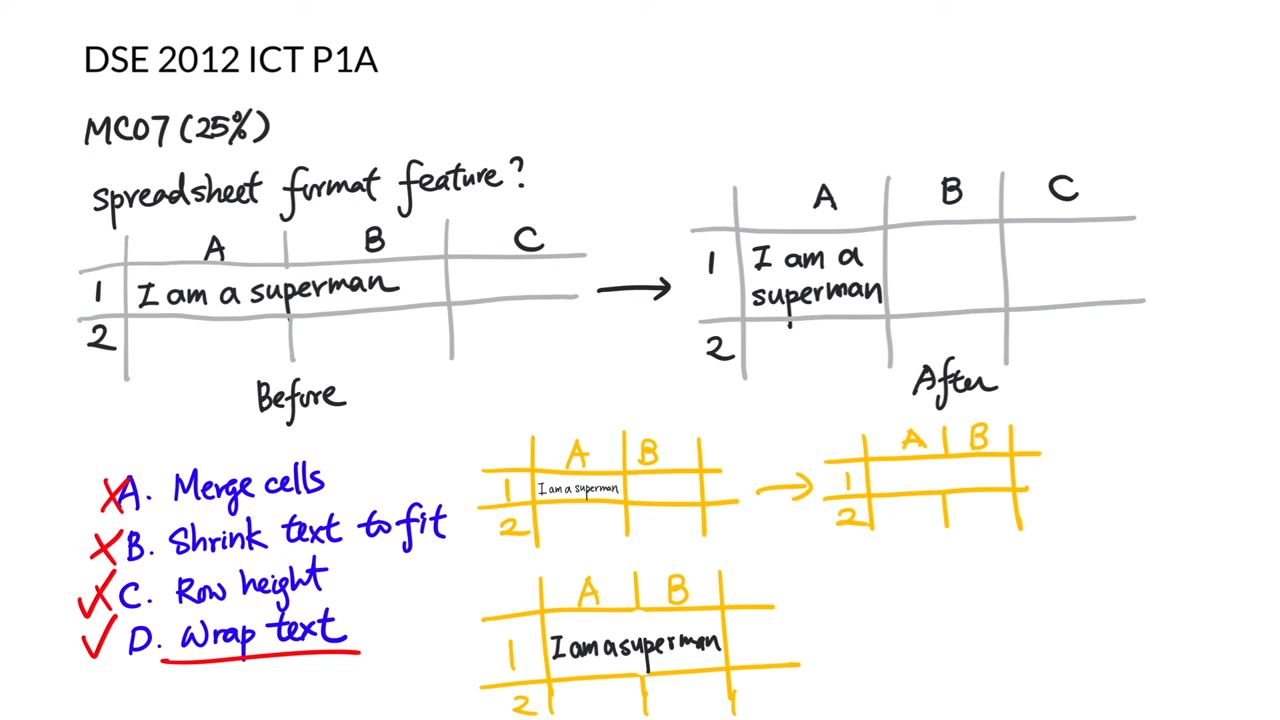 DSE 2012 ICT P1A
MC07 (25%)
spreadsheet format feature?
A B C
1 I am a superman
2
Before
A B C
1 I am a
superman
2
After
A. Merge cells
B. Shrink text to fit
C. Row height
D. Wrap text
A B
1 I am a superman
2
A B
1
2
A B
1 I am a superman
2